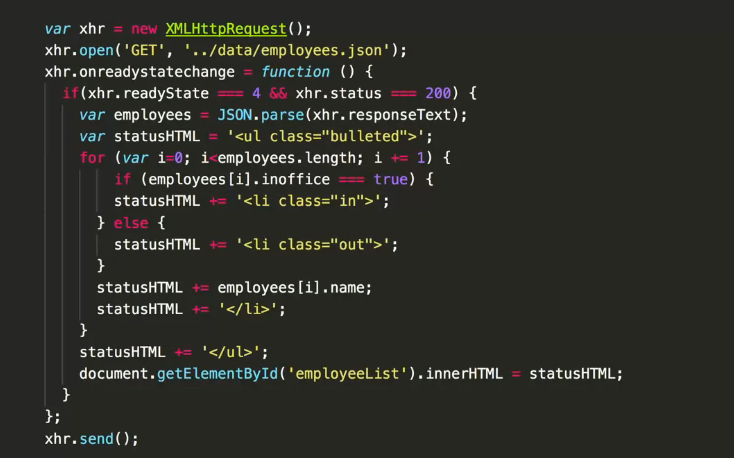 var xhr = new XMLHttpRequest();
xhr.open('GET', '../data/employees.json');
xhr.onreadystatechange = function () {
  if(xhr.readyState === 4 && xhr.status === 200) {
    var employees = JSON.parse(xhr.responseText);
    var statusHTML = '<ul class="bulleted">';
    for (var i=0; i<employees.length; i += 1) {
        if (employees[i].inoffice === true) {
        statusHTML += '<li class="in">';
      } else {
        statusHTML += '<li class="out">';
      }
      statusHTML += employees[i].name;
      statusHTML += '</li>';
    }
    statusHTML += '</ul>';
    document.getElementById('employeeList').innerHTML = statusHTML;
  }
};
xhr.send();